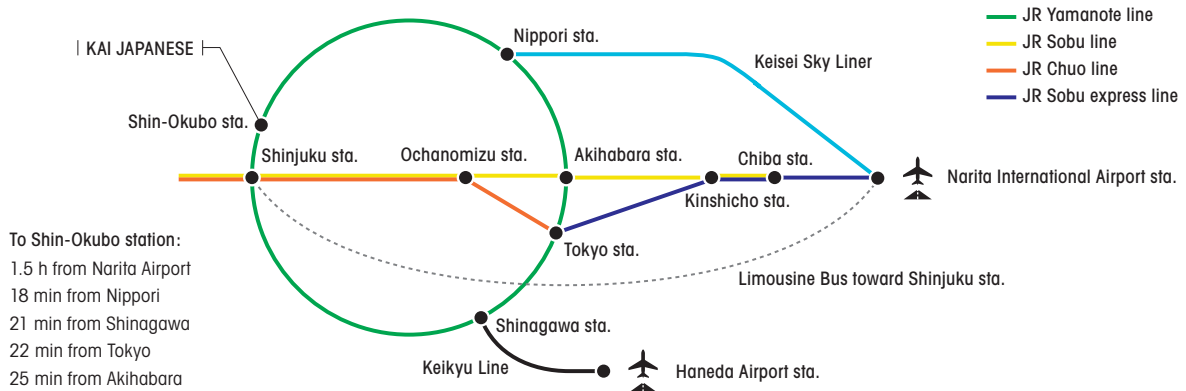 Nippori sta.
JR Yamanote line
JR Sobu line
JR Chuo line
JR Sobu express line
KAI JAPANESE
Keisei Sky Liner
Shin-Okubo sta.
Shinjuku sta.
Ochanomizu sta.
Akihabara sta.
Chiba sta.
Narita International Airport sta.
Kinshicho sta.
Tokyo sta.
Limousine Bus toward Shinjuku sta.
To Shin-Okubo station:
1.5 h from Narita Airport
18 min from Nippori
21 min from Shinagawa
22 min from Tokyo
25 min from Akihabara
Shinagawa sta.
Keikyu Line
Haneda Airport sta.